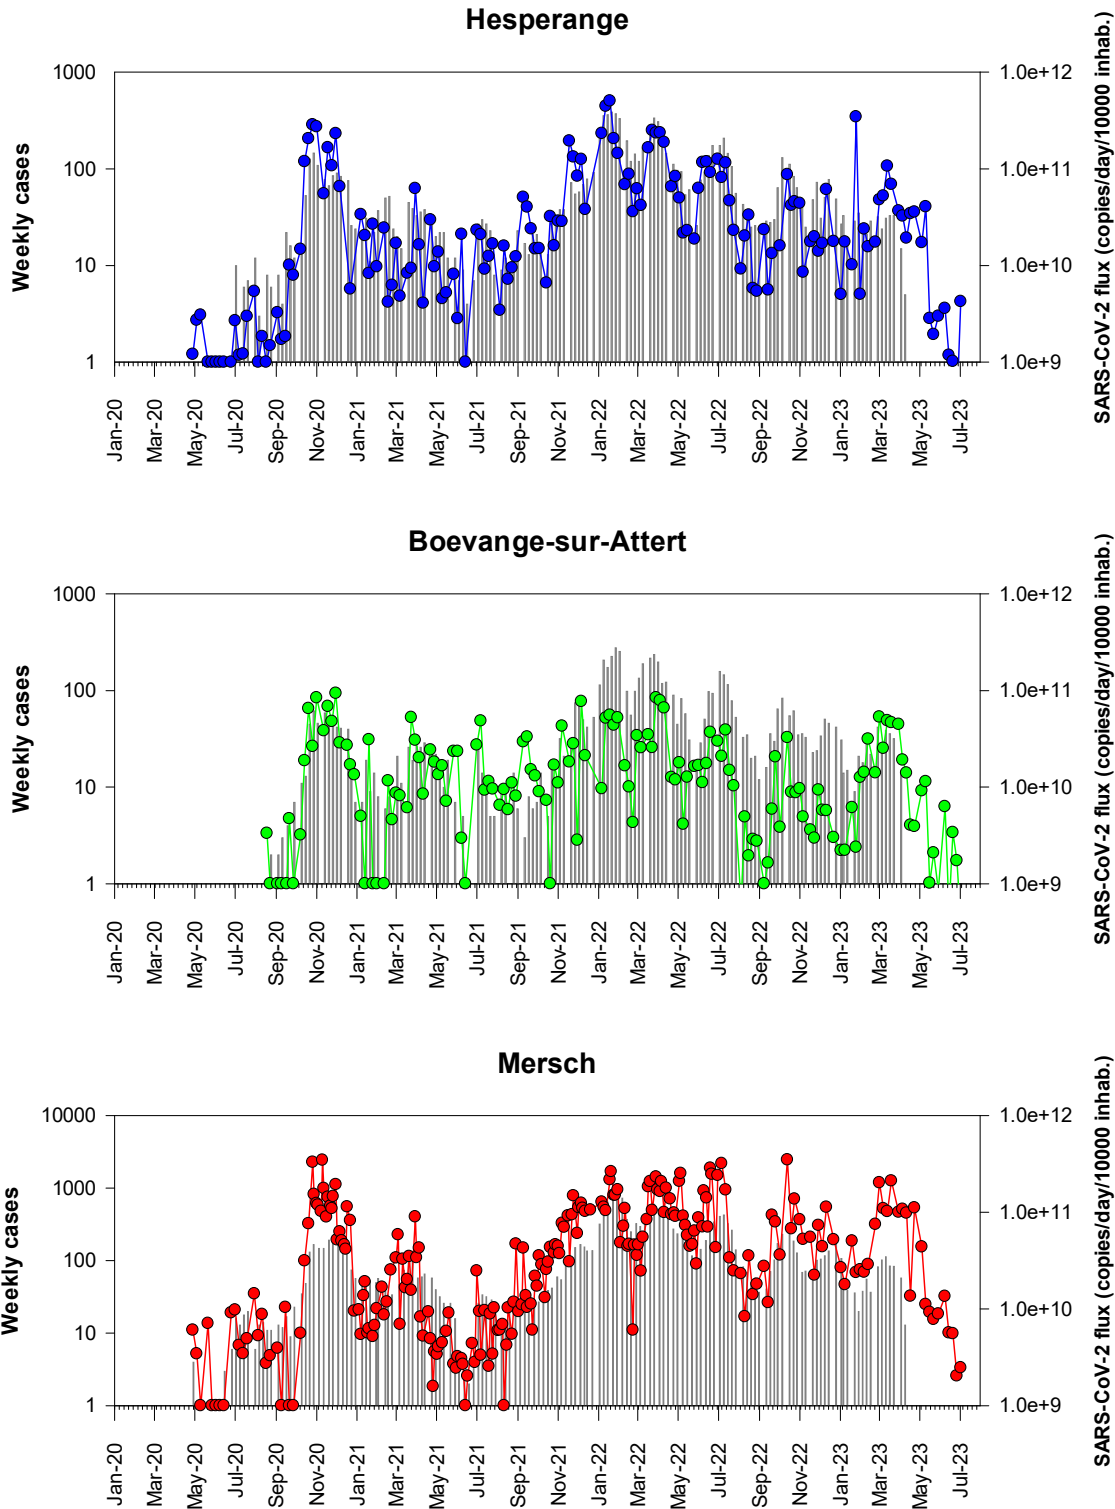 Hesperange
Weekly cases
1000
100
10
1
1.0e+12
1.0e+11
1.0e+10
1.0e+9
SARS-CoV-2 flux (copies/day/10000 inhab.)
Jan-20
Mar-20
May-20
Jul-20
Sep-20
Nov-20
Jan-21
Mar-21
May-21
Jul-21
Sep-21
Nov-21
Jan-22
Mar-22
May-22
Jul-22
Sep-22
Nov-22
Jan-23
Mar-23
May-23
Jul-23
Boevange-sur-Attert
Weekly cases
1000
100
10
1
1.0e+12
1.0e+11
1.0e+10
1.0e+9
SARS-CoV-2 flux (copies/day/10000 inhab.)
Jan-20
Mar-20
May-20
Jul-20
Sep-20
Nov-20
Jan-21
Mar-21
May-21
Jul-21
Sep-21
Nov-21
Jan-22
Mar-22
May-22
Jul-22
Sep-22
Nov-22
Jan-23
Mar-23
May-23
Jul-23
Mersch
Weekly cases
10000
1000
100
10
1
1.0e+12
1.0e+11
1.0e+10
1.0e+9
SARS-CoV-2 flux (copies/day/10000 inhab.)
Jan-20
Mar-20
May-20
Jul-20
Sep-20
Nov-20
Jan-21
Mar-21
May-21
Jul-21
Sep-21
Nov-21
Jan-22
Mar-22
May-22
Jul-22
Sep-22
Nov-22
Jan-23
Mar-23
May-23
Jul-23